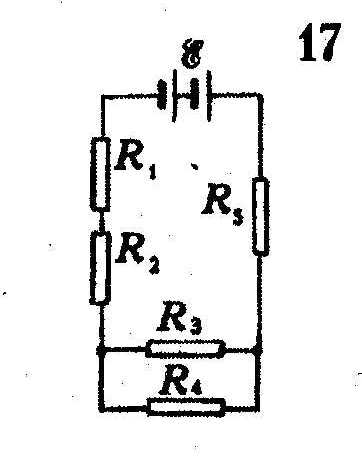 17
ℰ
R₁
R₅
R₂
R₃
R₄